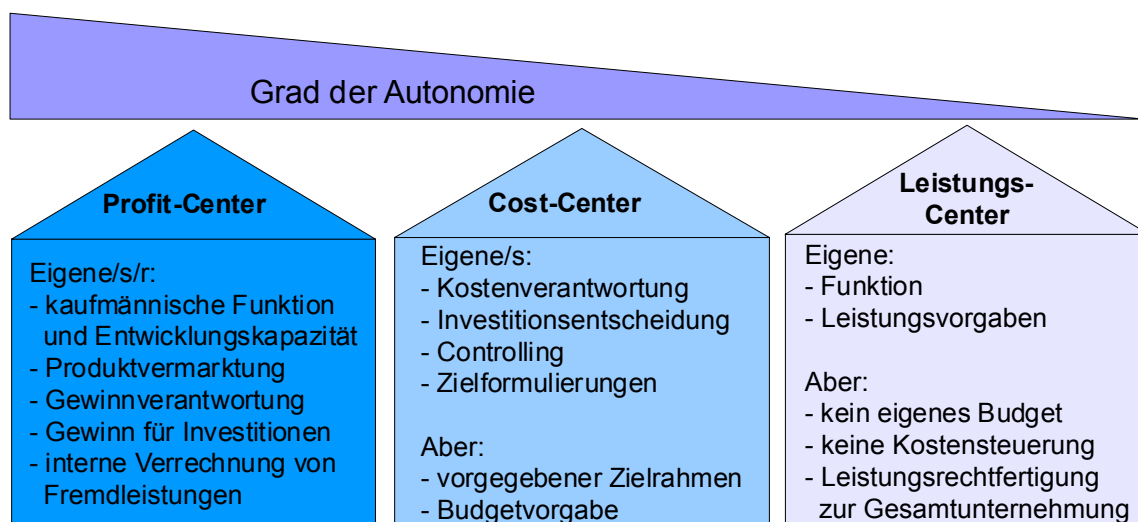 Grad der Autonomie
Profit-Center
Eigene/s/r:
- kaufmännische Funktion
und Entwicklungskapazität
- Produktvermarktung
- Gewinnverantwortung
- Gewinn für Investitionen
- interne Verrechnung von
Fremdleistungen
Cost-Center
Eigene/s:
- Kostenverantwortung
- Investitionsentscheidung
- Controlling
- Zielformulierungen
Aber:
- vorgegebener Zielrahmen
- Budgetvorgabe
Leistungs-
Center
Eigene:
- Funktion
- Leistungsvorgaben
Aber:
- kein eigenes Budget
- keine Kostensteuerung
- Leistungsrechtfertigung
zur Gesamtunternehmung